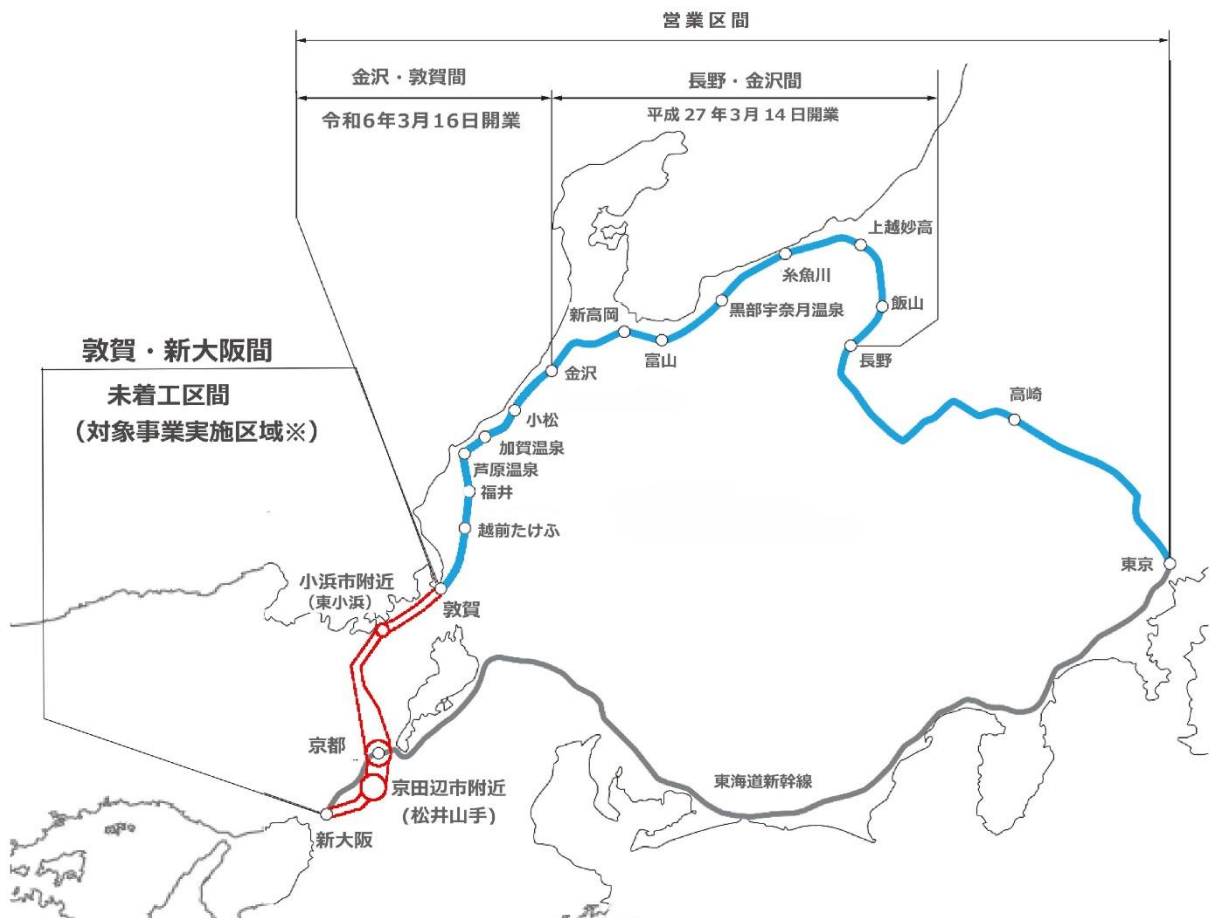 営業区間
金沢・敦賀間
長野・金沢間
令和6年3月16日開業
平成27年3月14日開業
上越妙高
糸魚川
飯山
黒部宇奈月温泉
新高岡
富山
長野
敦賀・新大阪間
金沢
高崎
未着工区間
小松
(対象事業実施区域※)
加賀温泉
芦原温泉
福井
越前たけふ
東京
小浜市附近
(東小浜)
敦賀
京都
東海道新幹線
京田辺市附近
(松井山手)
新大阪